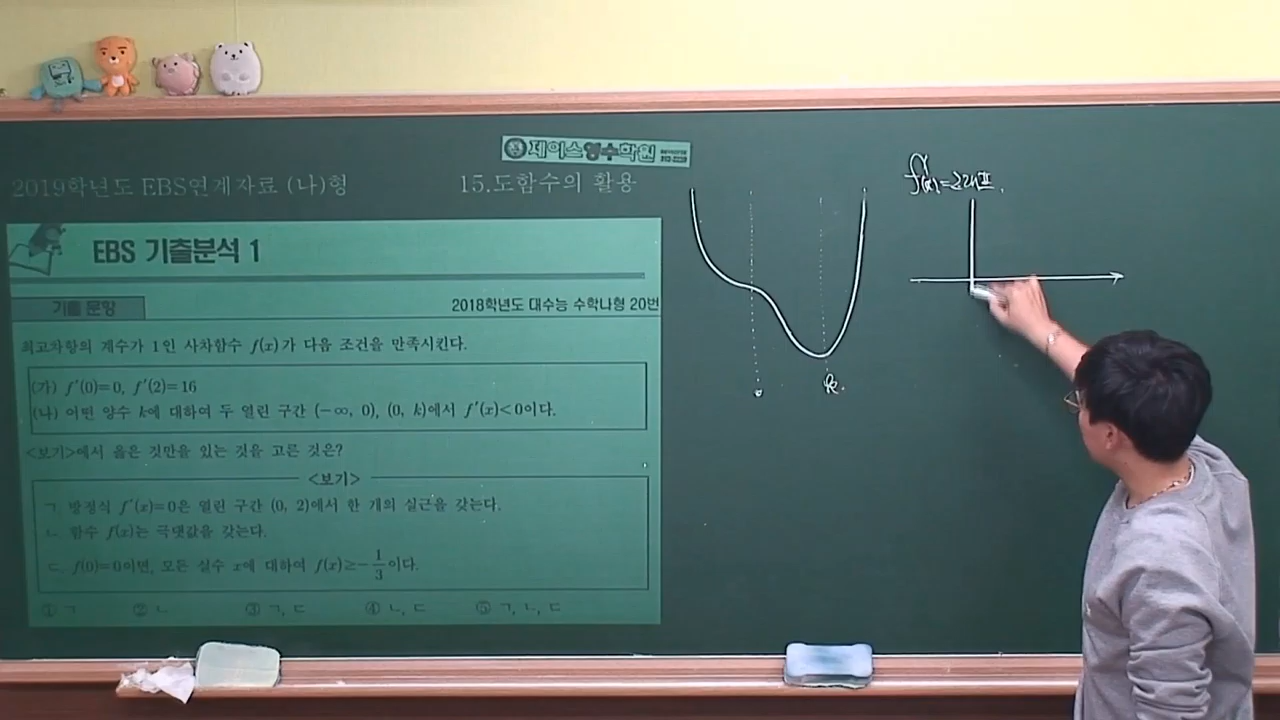 제이스영수학원
2019학년도 EBS연계자료 (나)형 15.도함수의 활용
EBS 기출분석 1
기출 문항 2018학년도 대수능 수학나형 20번
최고차항의 계수가 1인 사차함수 f(x)가 다음 조건을 만족시킨다.
(가) f′(0)=0, f′(2)=16
(나) 어떤 양수 k에 대하여 두 열린 구간 (-∞, 0), (0, k)에서 f′(x)<0이다.
<보기>에서 옳은 것만을 있는 것을 고른 것은?
<보기>
ㄱ. 방정식 f′(x)=0은 열린 구간 (0, 2)에서 한 개의 실근을 갖는다.
ㄴ. 함수 f(x)는 극댓값을 갖는다.
ㄷ. f(0)=0이면, 모든 실수 x에 대하여 f(x)≥-1/3이다.
① ㄱ ② ㄴ ③ ㄱ, ㄷ ④ ㄴ, ㄷ ⑤ ㄱ, ㄴ, ㄷ
0 k.